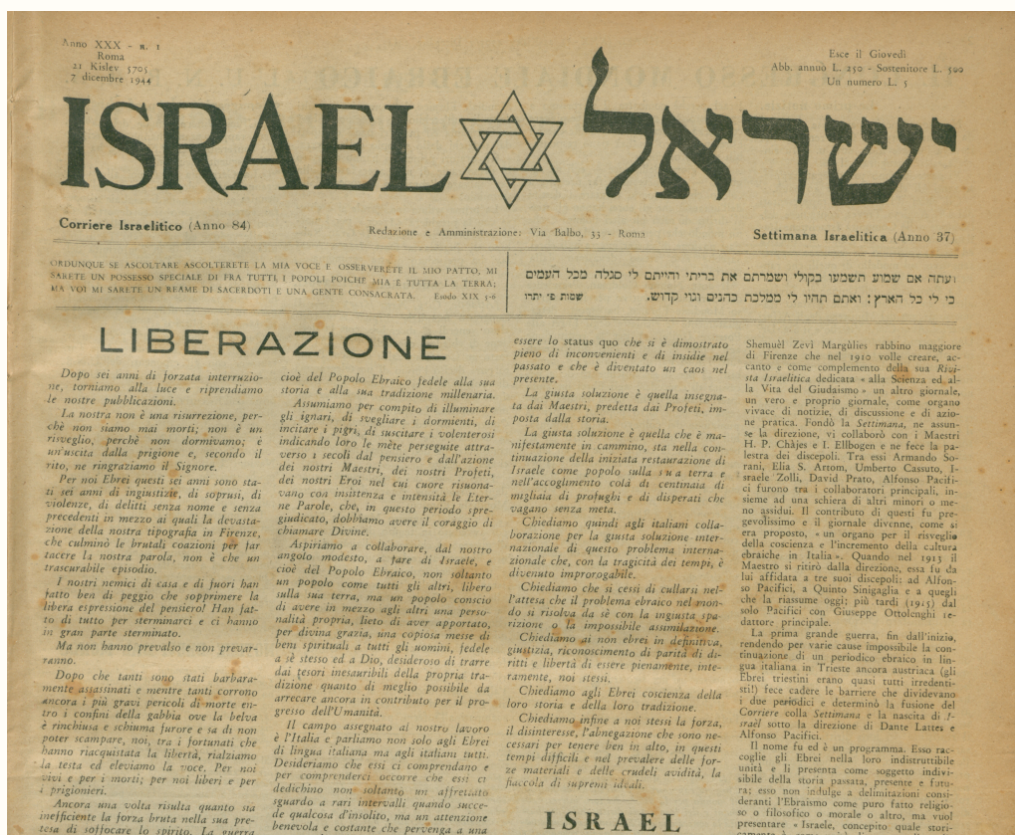 Anno XXX - n. 1
Roma
21 Kislev 5705
7 dicembre 1944
Esce il Giovedì
Abb. annuo L. 250 - Sostenitore L. 500
Un numero L. 5
ISRAEL ישראל
Corriere Israelitico (Anno 84)
Redazione e Amministrazione: Via Balbo, 33 - Roma
Settimana Israelitica (Anno 37)
ORDUNQUE SE ASCOLTARE ASCOLTERETE LA MIA VOCE E OSSERVERETE IL MIO PATTO, MI
SARETE UN POSSESSO SPECIALE DI FRA TUTTI I POPOLI POICHÈ MIA E TUTTA LA TERRA;
MA VOI MI SARETE UN REAME DI SACERDOTI E UNA GENTE CONSACRATA. Esodo XIX 5-6
ועתה אם שמוע תשמעו בקולי ושמרתם את בריתי והייתם לי סגלה מכל העמים
כי לי כל הארץ; ואתם תהיו לי ממלכת כהנים וגוי קדוש. שמות פ׳ יתרו
LIBERAZIONE
Dopo sei anni di forzata interruzio-
ne, torniamo alla luce e riprendiamo
le nostre pubblicazioni.
La nostra non è una risurrezione, per-
chè non siamo mai morti; non è un
risveglio, perchè non dormivamo; è
un'uscita dalla prigione e, secondo il
rito, ne ringraziamo il Signore.
Per noi Ebrei questi sei anni sono sta-
ti sei anni di ingiustizie, di soprusi, di
violenze, di delitti senza nome e senza
precedenti in mezzo ai quali la devasta-
zione della nostra tipografia in Firenze,
che culminò le brutali coazioni per far
tacere la nostra parola, non è che un
trascurabile episodio.
I nostri nemici di casa e di fuori han
fatto ben di peggio che sopprimere la
libera espressione del pensiero! Han fat-
to di tutto per sterminarci e ci hanno
in gran parte sterminato.
Ma non hanno prevalso e non prevar-
ranno.
Dopo che tanti sono stati barbara-
mente assassinati e mentre tanti corrono
ancora i più gravi pericoli di morte en-
tro i confini della gabbia ove la belva
è rinchiusa e schiuma furore e sa di non
poter scampare, noi, tra i fortunati che
hanno riacquistata la libertà, rialziamo
la testa ed eleviamo la voce. Per noi
vivi e per i morti; per noi liberi e per
i prigionieri.
Ancora una volta risulta quanto sia
inefficiente la forza bruta nella sua pre-
tesa di soffocare lo spirito. La guerra
cioè del Popolo Ebraico fedele alla sua
storia e alla sua tradizione millenaria.
Assumiamo per compito di illuminare
gli ignari, di svegliare i dormienti, di
incitare i pigri, di suscitare i volenterosi
indicando loro le mète perseguite attra-
verso i secoli dal pensiero e dall'azione
dei nostri Maestri, dei nostri Profeti,
dei nostri Eroi nel cui cuore risuona-
vano con insistenza e intensità le Eter-
ne Parole, che, in questo periodo spre-
giudicato, dobbiamo avere il coraggio di
chiamare Divine.
Aspiriamo a collaborare, dal nostro
angolo modesto, a fare di Israele, e
cioè del Popolo Ebraico, non soltanto
un popolo come tutti gli altri, libero
sulla sua terra, ma un popolo conscio
di avere in mezzo agli altri una perso-
nalità propria, lieto di aver apportato,
per divina grazia, una copiosa messe di
beni spirituali a tutti gli uomini, fedele
a sè stesso ed a Dio, desideroso di trarre
dai tesori inesauribili della propria tra-
dizione quanto di meglio possibile da
arrecare ancora in contributo per il pro-
gresso dell'Umanità.
Il campo assegnato al nostro lavoro
è l'Italia e parliamo non solo agli Ebrei
di lingua italiana ma agli italiani tutti.
Desideriamo che essi ci comprendano e
per comprenderci occorre che essi ci
dedichino non soltanto un affrettato
sguardo a rari intervalli quando succe-
de qualcosa d'insolito, ma un attenzione
benevola e costante che pervenga a una
essere lo status quo che si è dimostrato
pieno di inconvenienti e di insidie nel
passato e che è diventato un caos nel
presente.
La giusta soluzione è quella insegna-
ta dai Maestri, predetta dai Profeti, im-
posta dalla storia.
La giusta soluzione è quella che è ma-
nifestamente in cammino, sta nella con-
tinuazione della iniziata restaurazione di
Israele come popolo sulla sua terra e
nell'accoglimento colà di centinaia di
migliaia di profughi e di disperati che
vagano senza meta.
Chiediamo quindi agli italiani colla-
borazione per la giusta soluzione inter-
nazionale di questo problema interna-
zionale che, con la tragicità dei tempi, è
divenuto improrogabile.
Chiediamo che si cessi di cullarsi nel-
l'attesa che il problema ebraico nel mon-
do si risolva da sè con la ingiusta spa-
rizione o la impossibile assimilazione.
Chiediamo ai non ebrei in definitiva,
giustizia, riconoscimento di parità di di-
ritti e libertà di essere pienamente, inte-
ramente, noi stessi.
Chiediamo agli Ebrei coscienza della
loro storia e della loro tradizione.
Chiediamo infine a noi stessi la forza,
il disinteresse, l'abnegazione che sono ne-
cessari per tenere ben in alto, in questi
tempi difficili e nel prevalere delle for-
ze materiali e delle crudeli avidità, la
fiaccola di supremi ideali.
ISRAEL
Shemuèl Zevi Margùlies rabbino maggiore
di Firenze che nel 1910 volle creare, ac-
canto e come complemento della sua Rivi-
sta Israelitica dedicata « alla Scienza ed al-
la Vita del Giudaismo » un altro giornale,
un vero e proprio giornale, come organo
vivace di notizie, di discussione e di azio-
ne pratica. Fondò la Settimana, ne assun-
se la direzione, vi collaborò con i Maestri
H. P. Chàjes e I. Elbogen e ne fece la pa-
lestra dei discepoli. Tra essi Armando So-
rani, Elia S. Artom, Umberto Cassuto, I-
sraele Zolli, David Prato, Alfonso Pacifi-
ci furono tra i collaboratori principali, in-
sieme ad una schiera di altri minori o me-
no assidui. Il contributo di questi fu pre-
gevolissimo e il giornale divenne, come si
era proposto, « un organo per il risveglio
della coscienza e l'incremento della cultura
ebraiche in Italia ». Quando nel 1913 il
Maestro si ritirò dalla direzione, essa fu da
lui affidata a tre suoi discepoli: ad Alfon-
so Pacifici, a Quinto Sinigaglia e a quegli
che la riassume oggi; più tardi (1915) dal
solo Pacifici con Giuseppe Ottolenghi re-
dattore principale.
La prima grande guerra, fin dall'inizio,
rendendo per varie cause impossibile la con-
tinuazione di un periodico ebraico in lin-
gua italiana in Trieste ancora austriaca (gli
Ebrei triestini erano quasi tutti irredenti-
sti!) fece cadere le barriere che dividevano
i due periodici e determinò la fusione del
Corriere colla Settimana e la nascita di I-
sraël sotto la direzione di Dante Lattes e
Alfonso Pacifici.
Il nome fu ed è un programma. Esso rac-
coglie gli Ebrei nella loro indistruttibile
unità e li presenta come soggetto indivi-
sibile della storia passata, presente e futu-
ra; esso non indulge a delimitazioni consi-
deranti l'Ebraismo come puro fatto religio-
so o filosofico o morale, ma vuol
presentare « Israele, concetto quale stori-